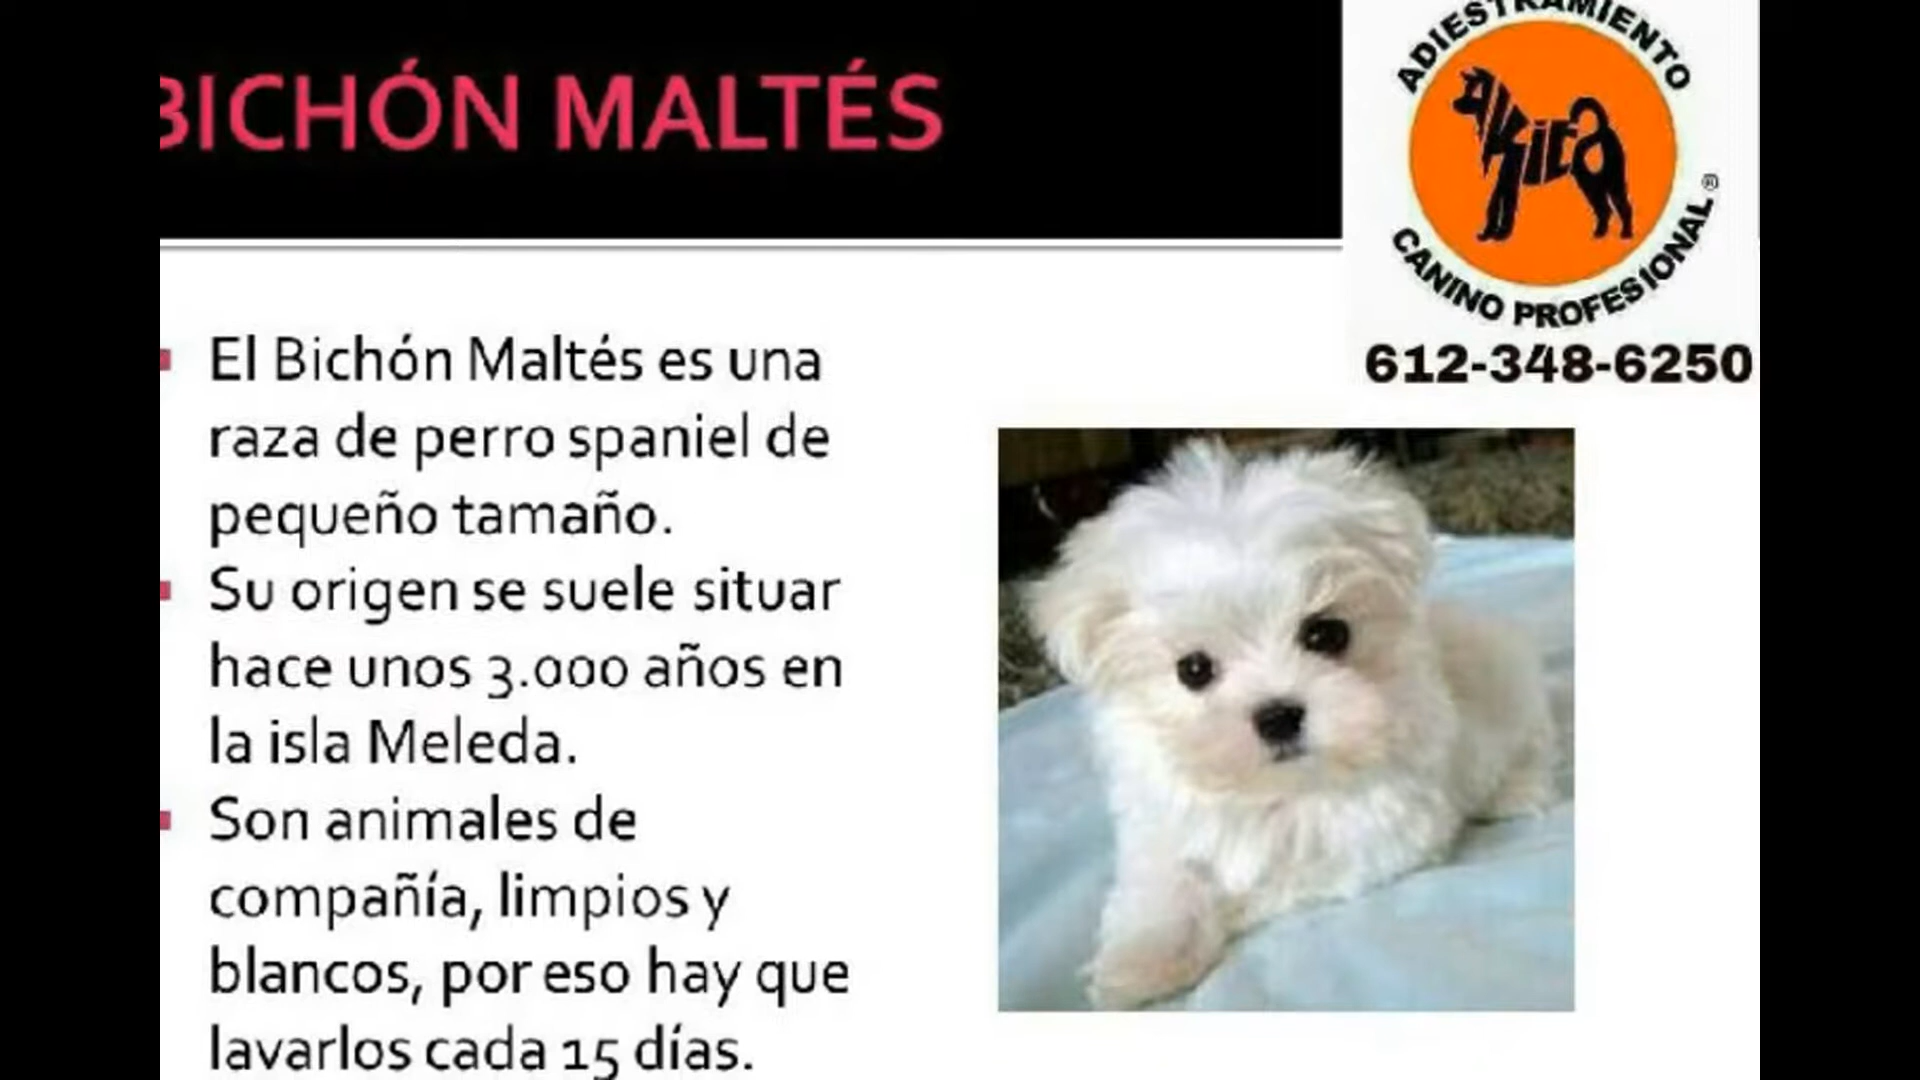 BICHÓN MALTÉS
ADIESTRAMIENTO
akita
CANINO PROFESIONAL ®
612-348-6250
El Bichón Maltés es una
raza de perro spaniel de
pequeño tamaño.
Su origen se suele situar
hace unos 3.000 años en
la isla Meleda.
Son animales de
compañía, limpios y
blancos, por eso hay que
lavarlos cada 15 días.